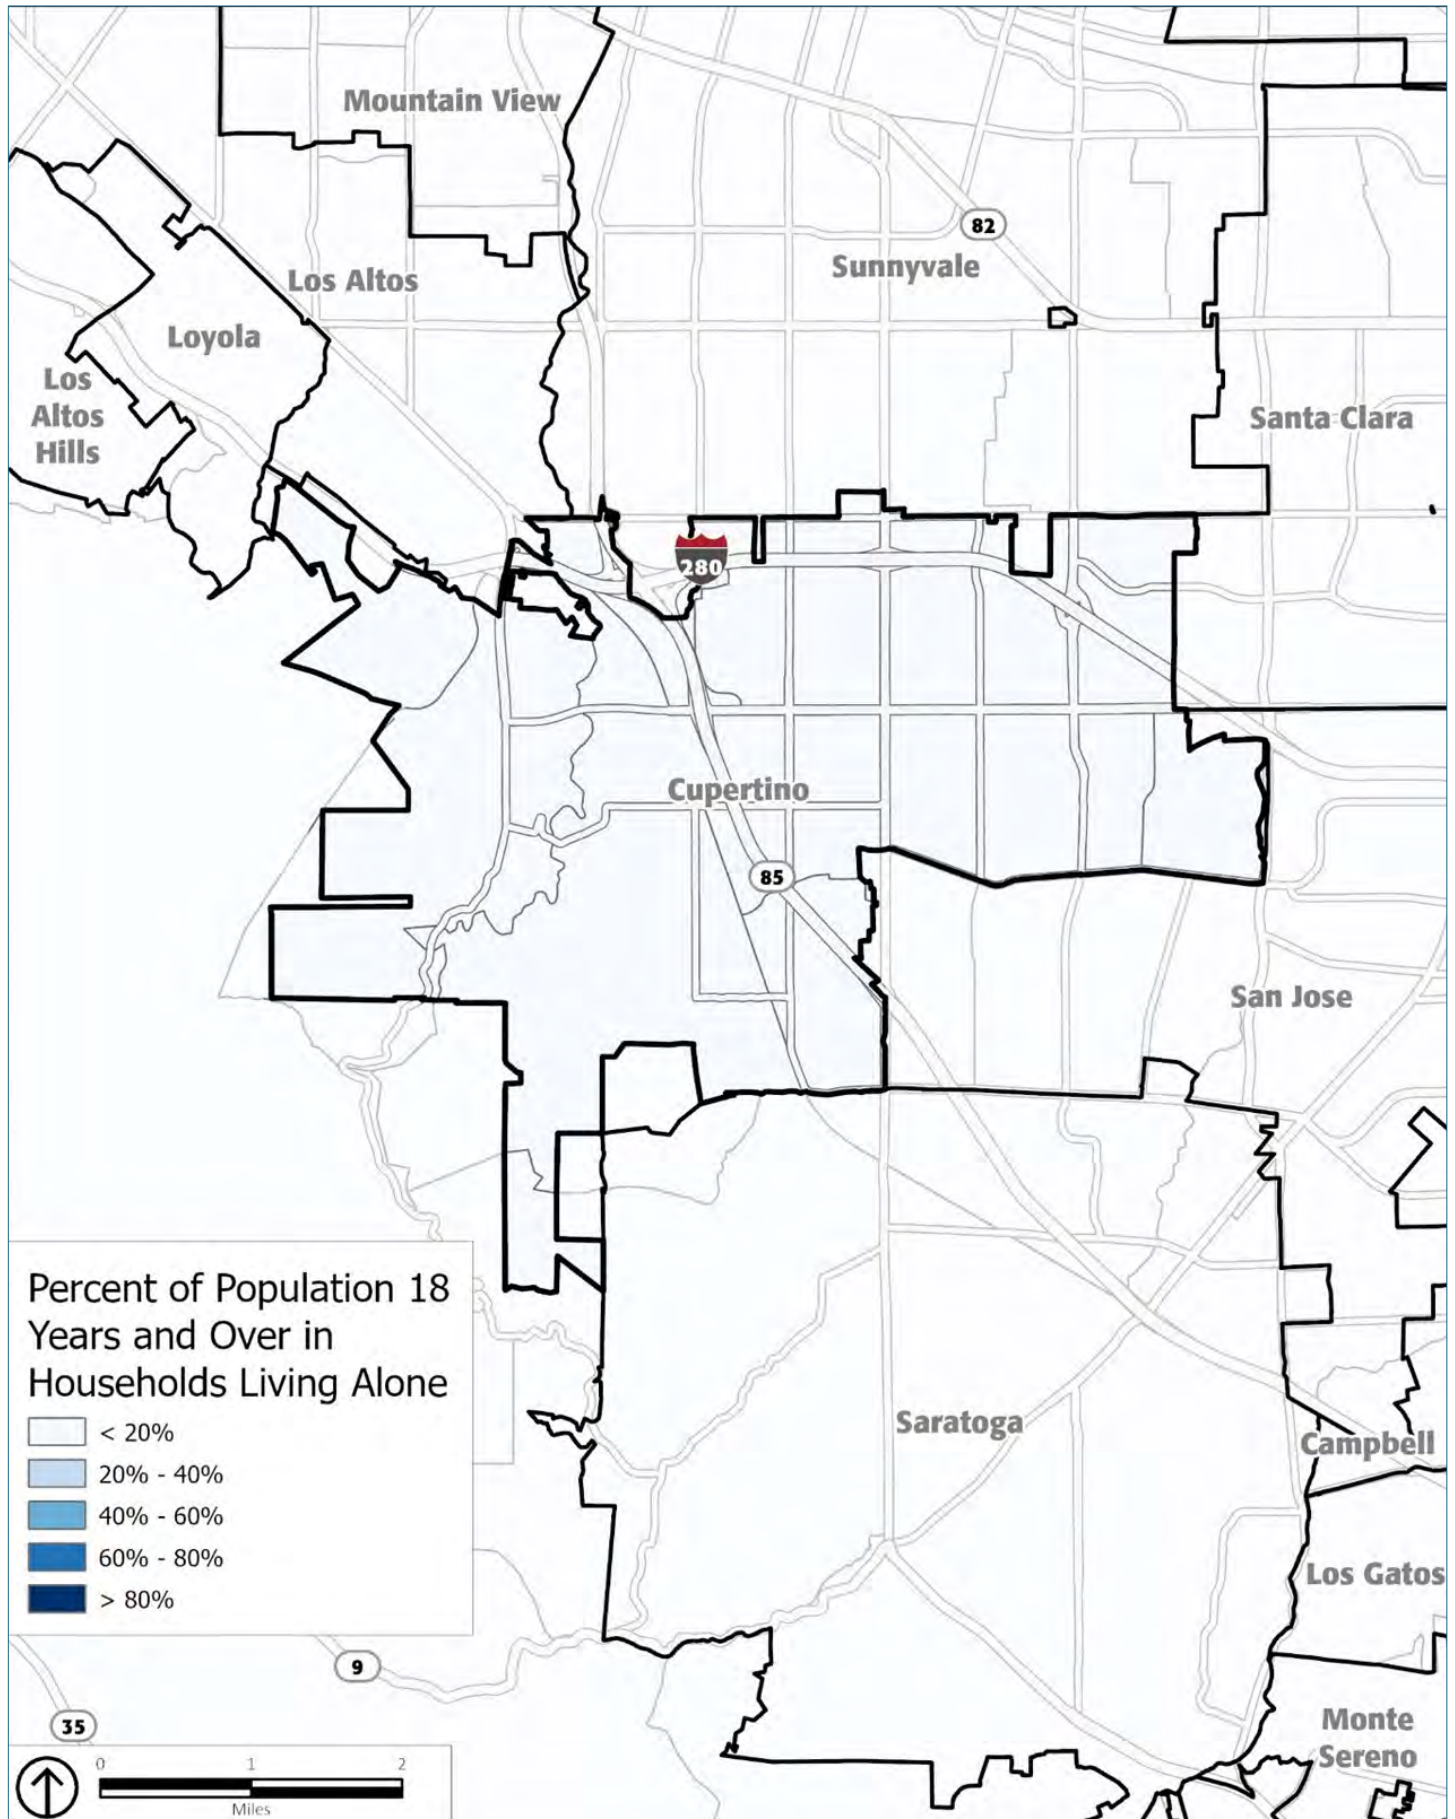 Mountain View
82
Sunnyvale
Los Altos
Loyola
Los
Altos
Hills
Santa Clara
280
Cupertino
85
San Jose
Percent of Population 18
Years and Over in
Households Living Alone
< 20%
20% - 40%
40% - 60%
60% - 80%
> 80%
Saratoga
Campbell
Los Gatos
9
35
Monte
Sereno
0 1 2
Miles